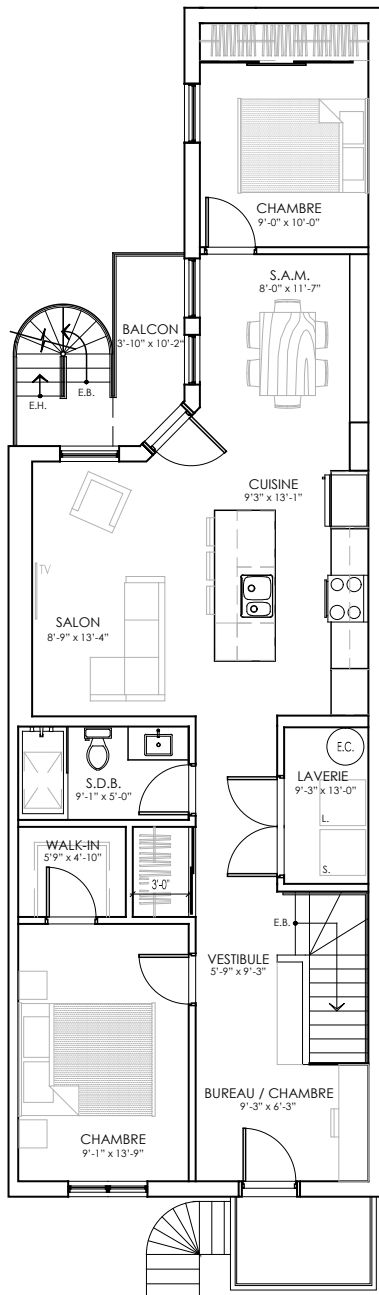 CHAMBRE
9'-0" x 10'-0"
S.A.M.
8'-0" x 11'-7"
BALCON
3'-10" x 10'-2"
E.H.
E.B.
CUISINE
9'3" x 13'-1"
TV
SALON
8'-9" x 13'-4"
E.C.
S.D.B.
9'-1" x 5'-0"
LAVERIE
9'-3" x 13'-0"
L.
S.
WALK-IN
5'9" x 4'-10"
3'-0"
E.B.
VESTIBULE
5'-9" x 9'-3"
BUREAU / CHAMBRE
9'-3" x 6'-3"
CHAMBRE
9'-1" x 13'-9"